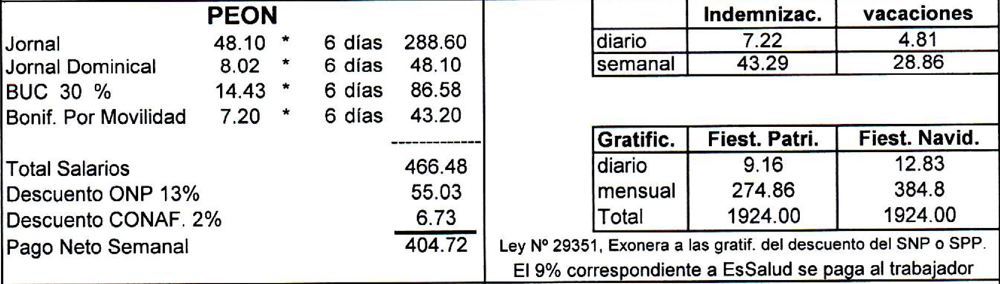 PEON
Jornal 48.10 * 6 días 288.60
Jornal Dominical 8.02 * 6 días 48.10
BUC 30 % 14.43 * 6 días 86.58
Bonif. Por Movilidad 7.20 * 6 días 43.20
-------------
Total Salarios 466.48
Descuento ONP 13% 55.03
Descuento CONAF. 2% 6.73
Pago Neto Semanal 404.72
Indemnizac. vacaciones
diario 7.22 4.81
semanal 43.29 28.86
Gratific. Fiest. Patri. Fiest. Navid.
diario 9.16 12.83
mensual 274.86 384.8
Total 1924.00 1924.00
Ley Nº 29351, Exonera a las gratif. del descuento del SNP o SPP.
El 9% correspondiente a EsSalud se paga al trabajador